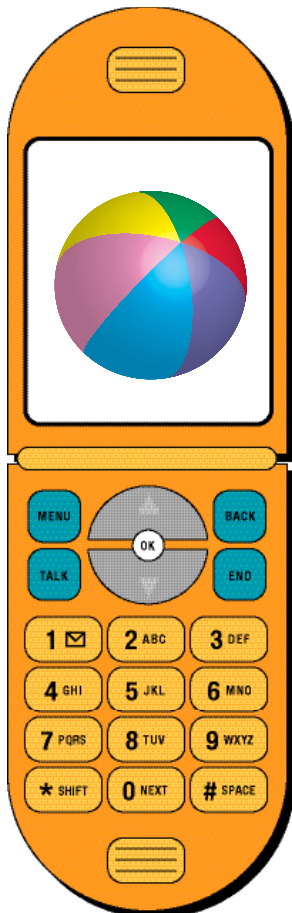 MENU BACK
OK
TALK END
1 2 ABC 3 DEF
4 GHI 5 JKL 6 MNO
7 PQRS 8 TUV 9 WXYZ
* SHIFT 0 NEXT # SPACE